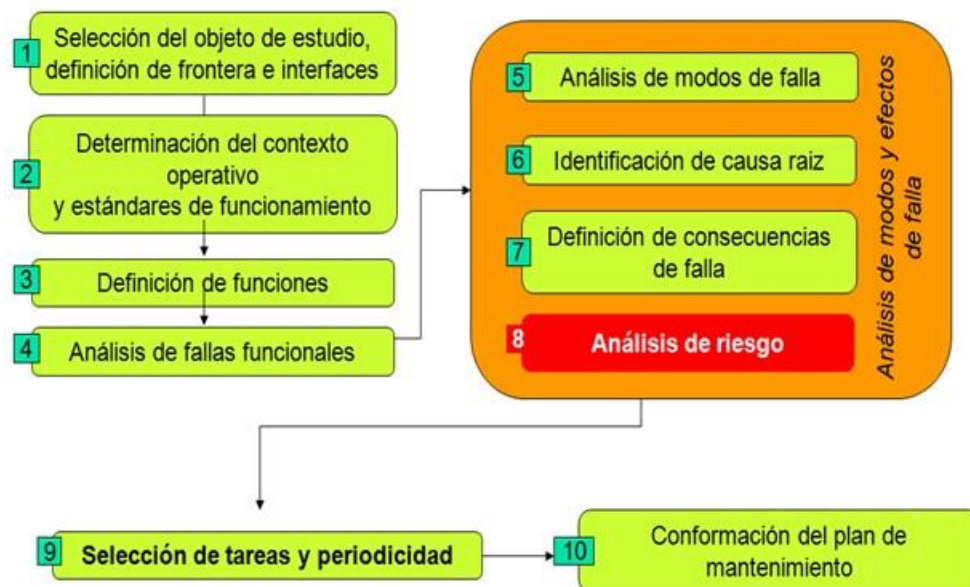 1
Selección del objeto de estudio,
definición de frontera e interfaces
2
Determinación del contexto
operativo
y estándares de funcionamiento
3
Definición de funciones
4
Análisis de fallas funcionales
5
Análisis de modos de falla
6
Identificación de causa raiz
7
Definición de consecuencias
de falla
8
Análisis de riesgo
Análisis de modos y efectos
de falla
9
Selección de tareas y periodicidad
10
Conformación del plan de
mantenimiento